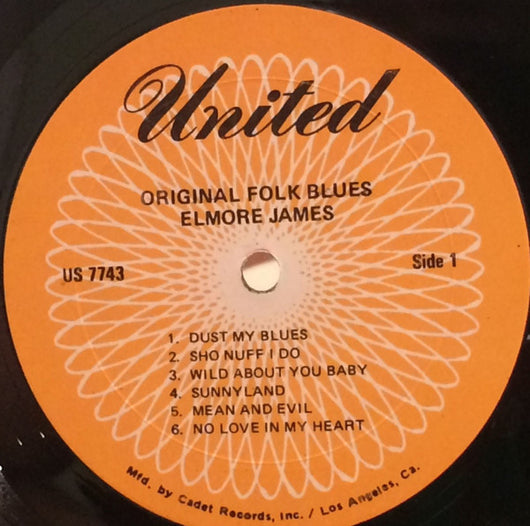 United
ORIGINAL FOLK BLUES
ELMORE JAMES
US 7743
Side 1
1. DUST MY BLUES
2. SHO NUFF I DO
3. WILD ABOUT YOU BABY
4. SUNNYLAND
5. MEAN AND EVIL
6. NO LOVE IN MY HEART
Mfd. by Cadet Records, Inc. / Los Angeles, Ca.